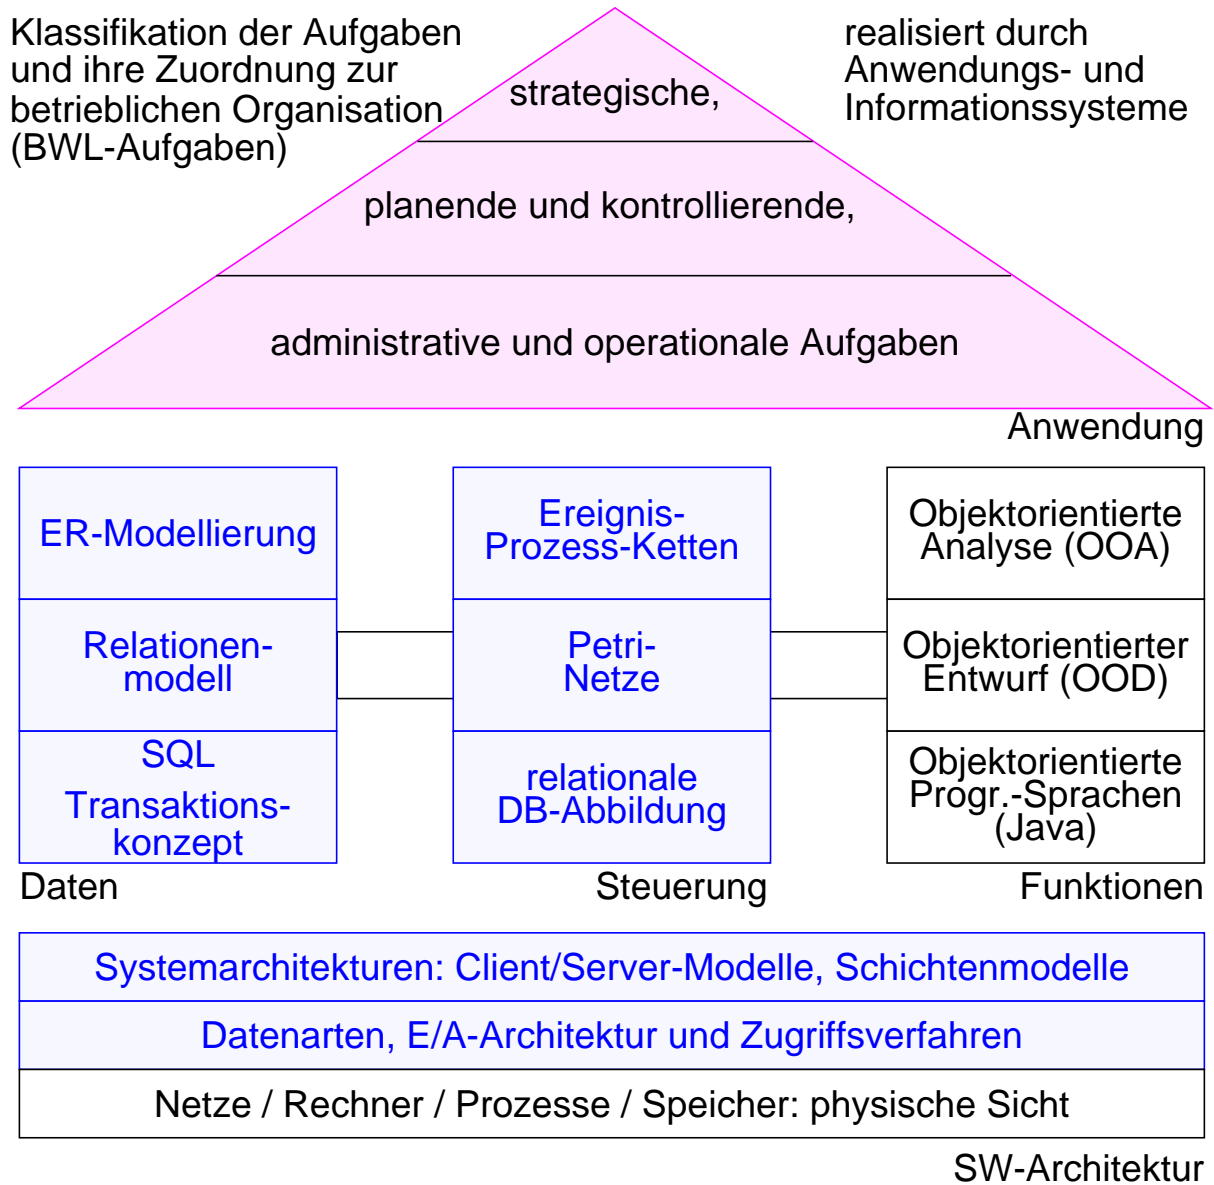 Klassifikation der Aufgaben
und ihre Zuordnung zur
betrieblichen Organisation
(BWL-Aufgaben)
realisiert durch
Anwendungs- und
Informationssysteme
strategische,
planende und kontrollierende,
administrative und operationale Aufgaben
Anwendung
ER-Modellierung
Relationen-
modell
SQL
Transaktions-
konzept
Daten
Ereignis-
Prozess-Ketten
Petri-
Netze
relationale
DB-Abbildung
Steuerung
Objektorientierte
Analyse (OOA)
Objektorientierter
Entwurf (OOD)
Objektorientierte
Progr.-Sprachen
(Java)
Funktionen
Systemarchitekturen: Client/Server-Modelle, Schichtenmodelle
Datenarten, E/A-Architektur und Zugriffsverfahren
Netze / Rechner / Prozesse / Speicher: physische Sicht
SW-Architektur